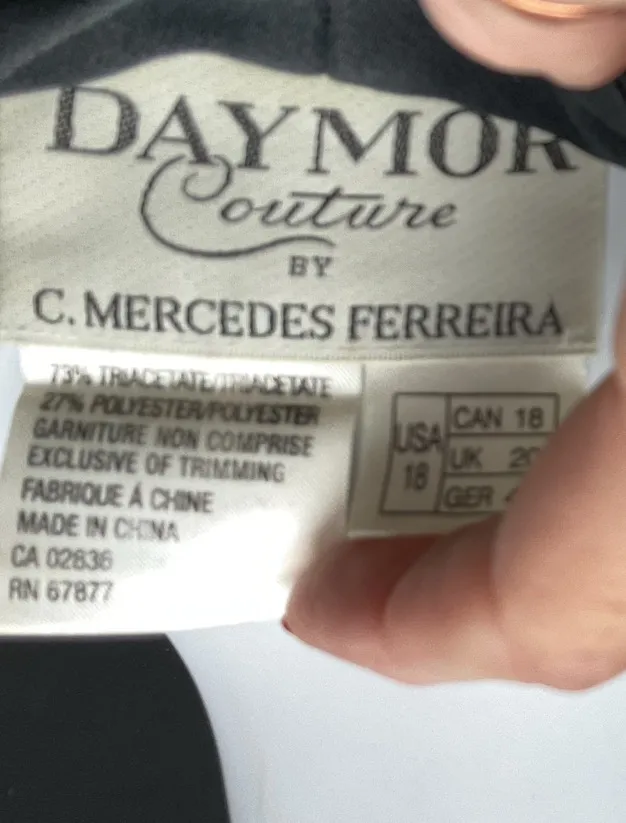 DAYMOR
Couture
BY
C. MERCEDES FERREIRA
73% TRIACETATE/TRIACETATE
27% POLYESTER/POLYESTER
GARNITURE NON COMPRISE
EXCLUSIVE OF TRIMMING
FABRIQUE À CHINE
MADE IN CHINA
CA 02636
RN 67877
USA
18
CAN 18
UK 20
GER